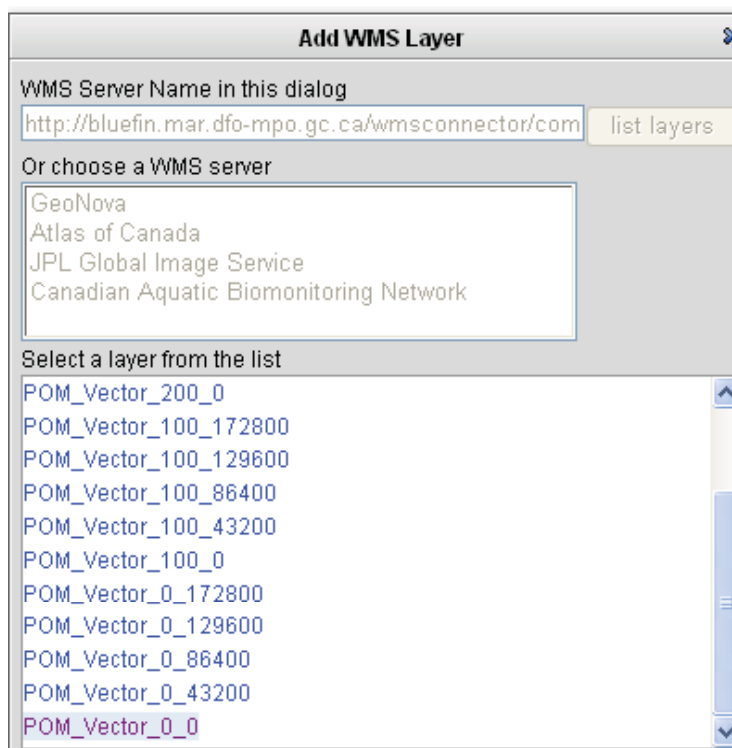 Add WMS Layer
WMS Server Name in this dialog
http://bluefin.mar.dfo-mpo.gc.ca/wmsconnector/com
list layers
Or choose a WMS server
GeoNova
Atlas of Canada
JPL Global Image Service
Canadian Aquatic Biomonitoring Network
Select a layer from the list
POM_Vector_200_0
POM_Vector_100_172800
POM_Vector_100_129600
POM_Vector_100_86400
POM_Vector_100_43200
POM_Vector_100_0
POM_Vector_0_172800
POM_Vector_0_129600
POM_Vector_0_86400
POM_Vector_0_43200
POM_Vector_0_0